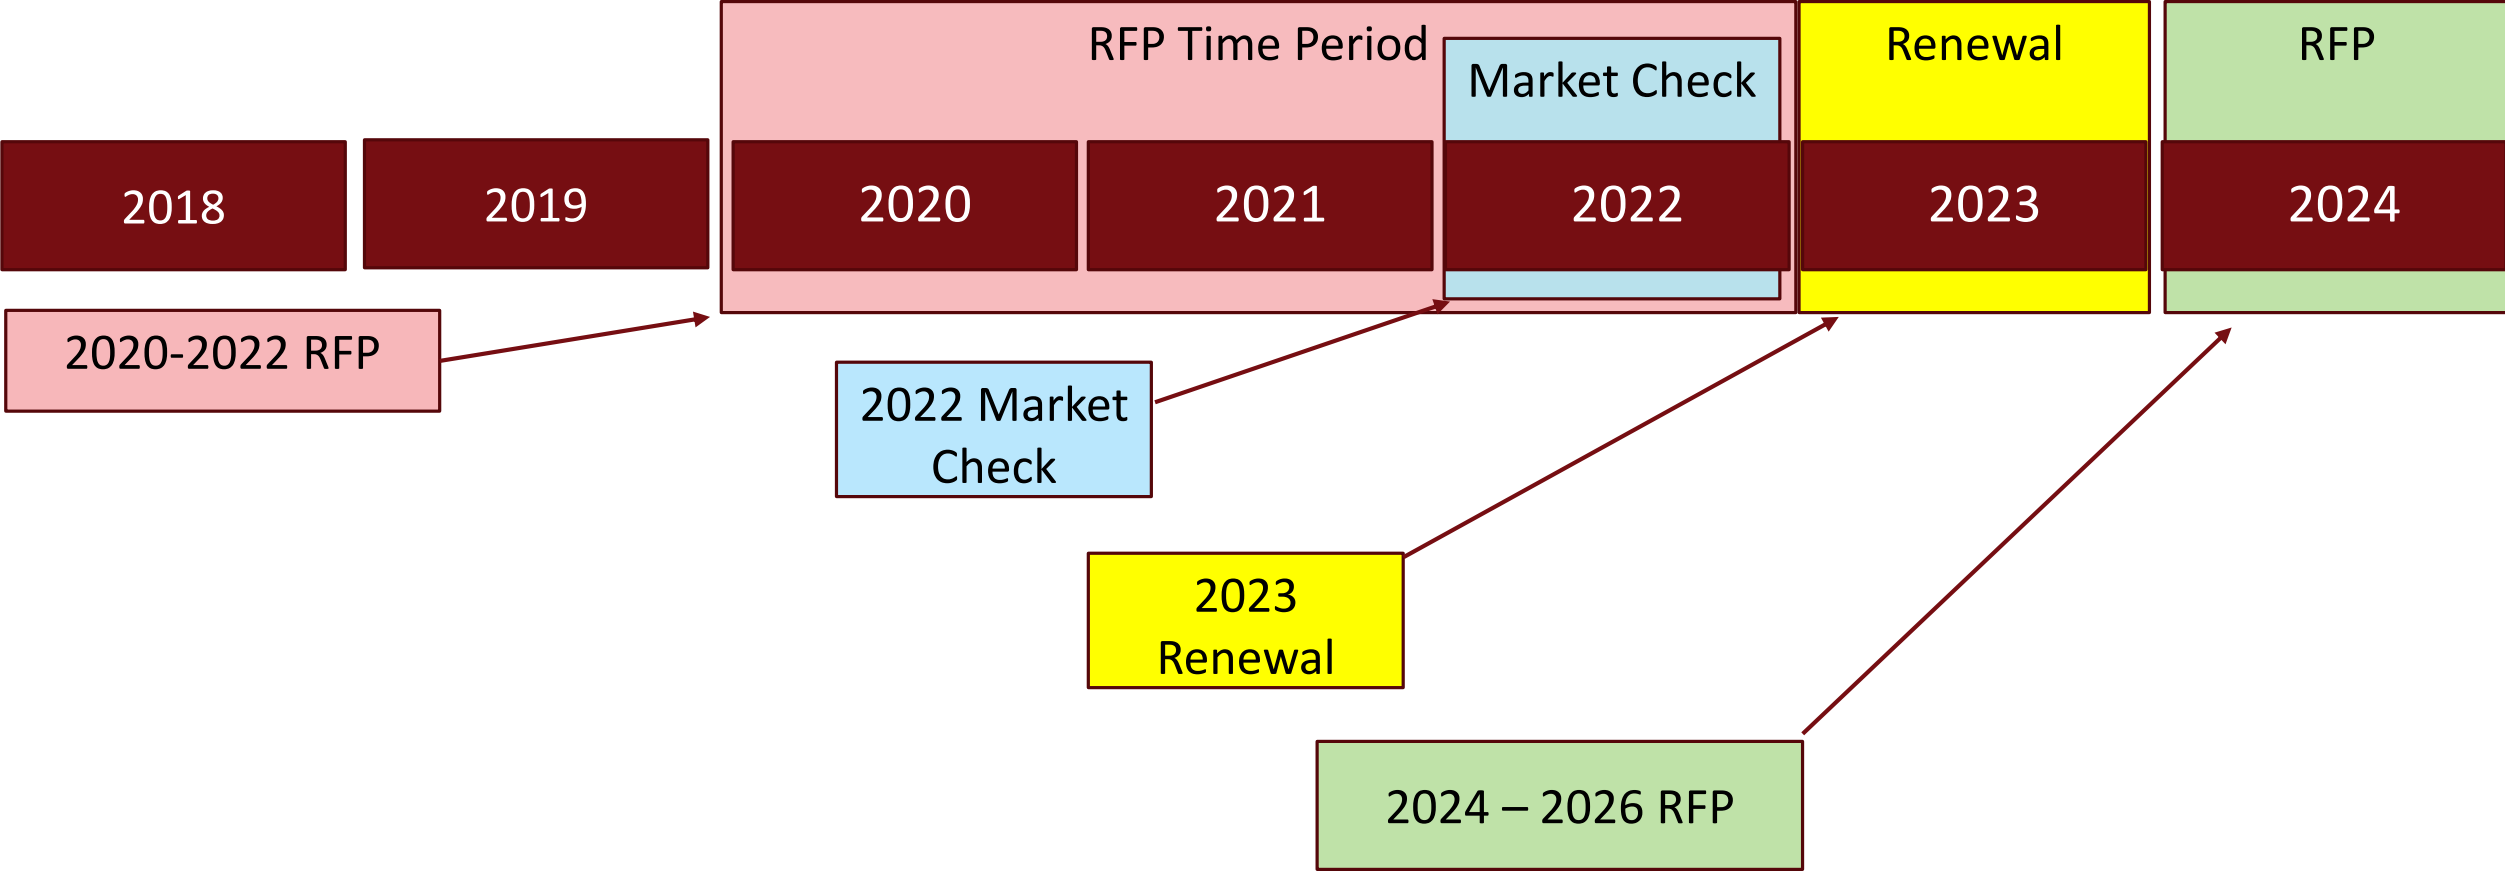 RFP Time Period
Renewal
RFP
Market Check
2018
2019
2020
2021
2022
2023
2024
2020-2022 RFP
2022 Market
Check
2023
Renewal
2024 – 2026 RFP